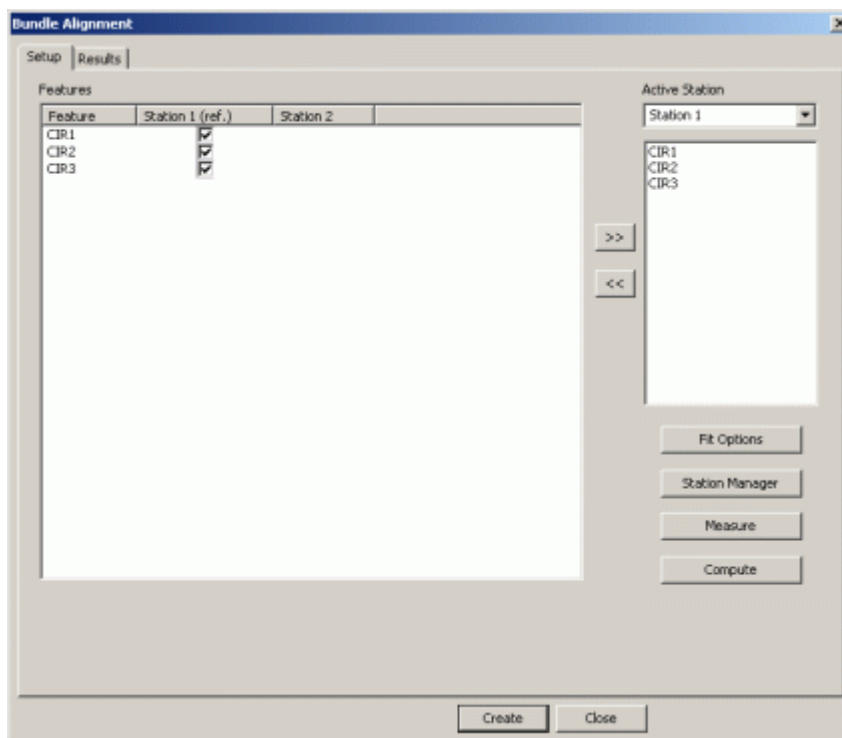 Bundle Alignment
Setup Results
Features
Active Station
Feature Station 1 (ref.) Station 2
Station 1
CIR1
CIR2
CIR3
CIR1
CIR2
CIR3
>>
<<
Fit Options
Station Manager
Measure
Compute
Create Close